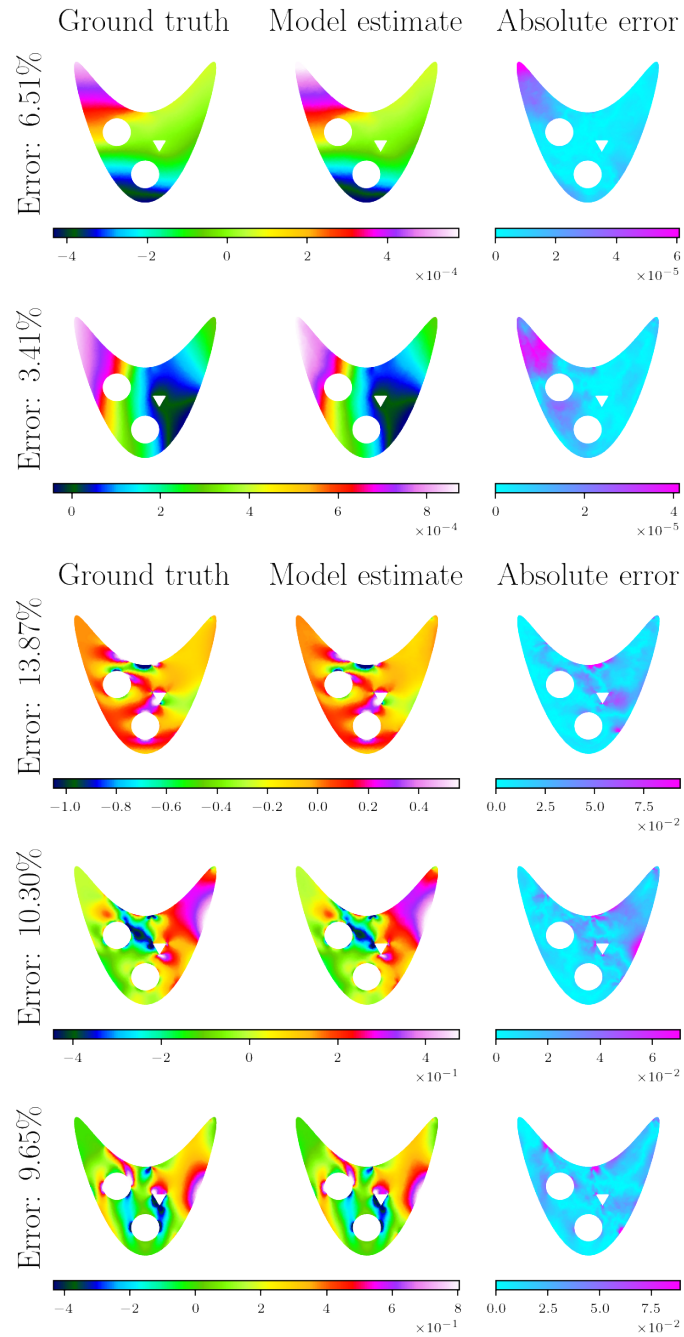 Ground truth Model estimate Absolute error
Error: 6.51%
−4 −2 0 2 4 0 2 4 6
×10−4 ×10−5
Error: 3.41%
0 2 4 6 8 0 2 4
×10−4 ×10−5
Ground truth Model estimate Absolute error
Error: 13.87%
−1.0 −0.8 −0.6 −0.4 −0.2 0.0 0.2 0.4 0.0 2.5 5.0 7.5
×10−2
Error: 10.30%
−4 −2 0 2 4 0 2 4 6
×10−1 ×10−2
Error: 9.65%
−4 −2 0 2 4 6 8 0.0 2.5 5.0 7.5
×10−1 ×10−2